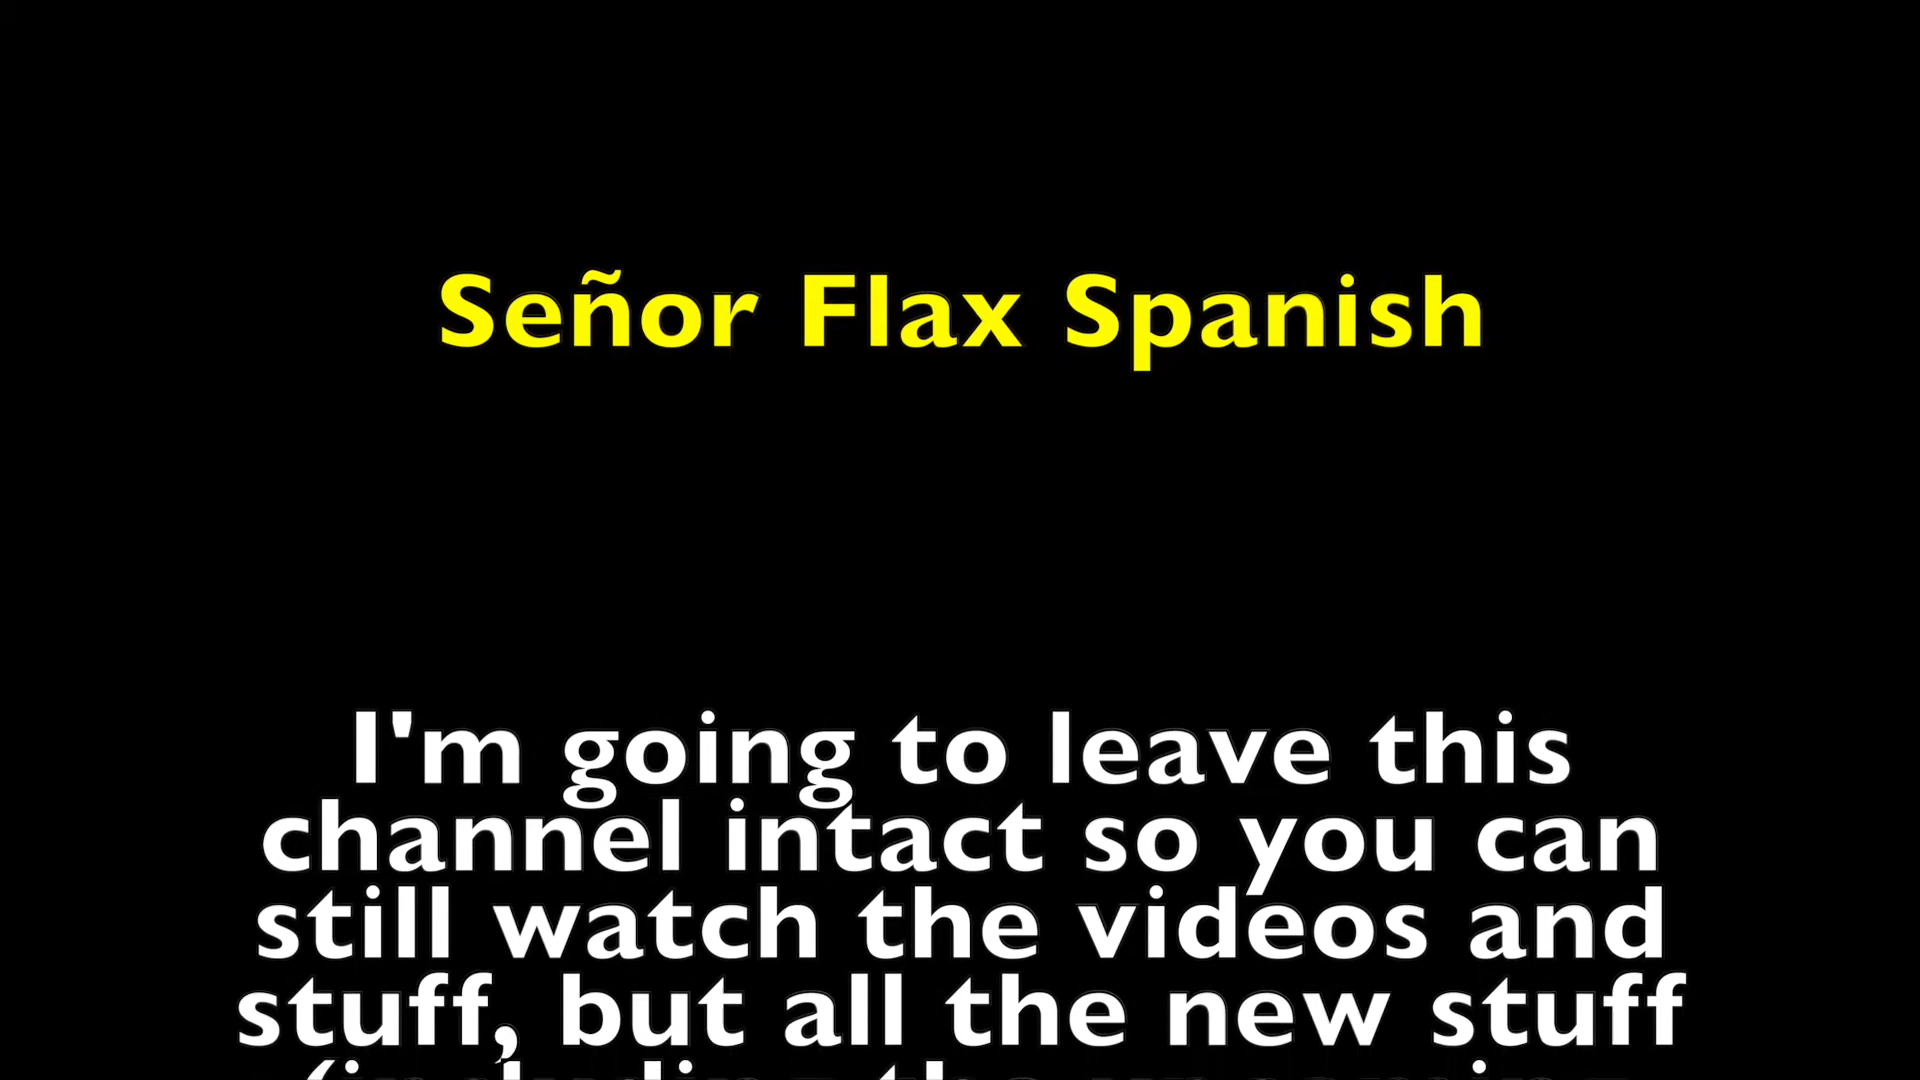 Señor Flax Spanish
I'm going to leave this
channel intact so you can
still watch the videos and
stuff, but all the new stuff